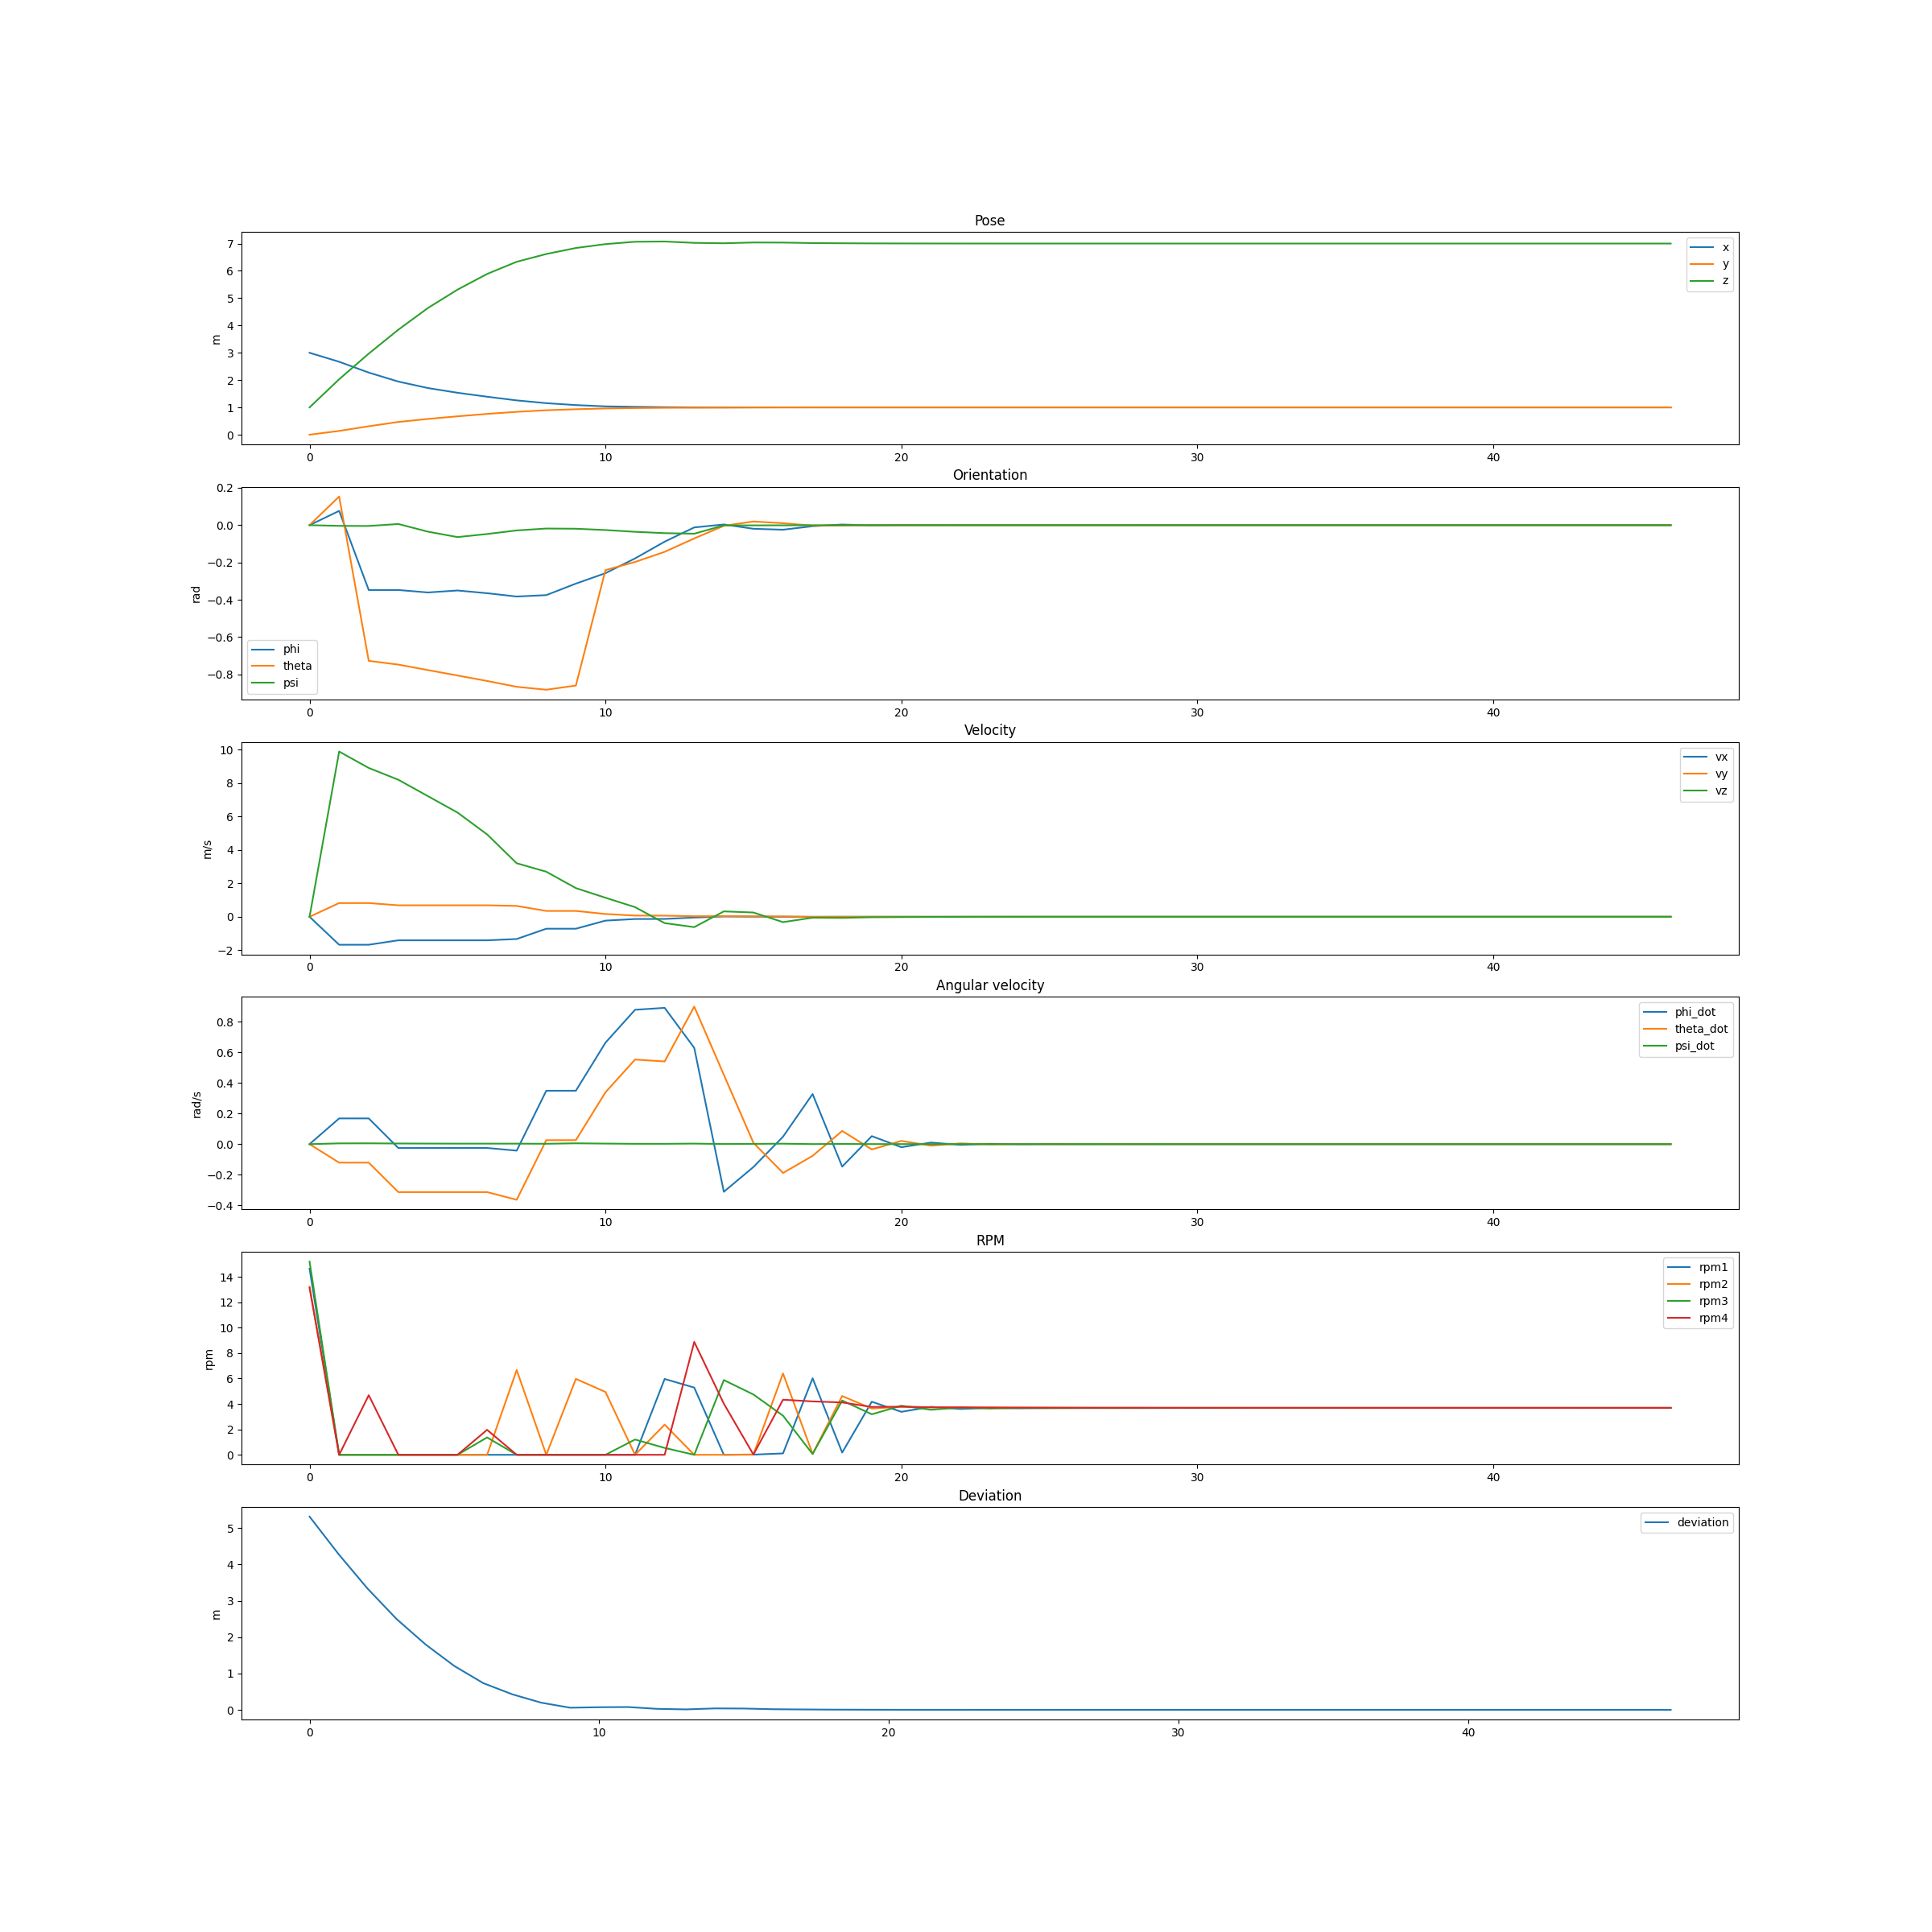 Pose
7
6
5
4
3
2
1
0
m
x
y
z
0 10 20 30 40
Orientation
0.2
0.0
−0.2
−0.4
−0.6
−0.8
rad
phi
theta
psi
0 10 20 30 40
Velocity
10
8
6
4
2
0
−2
m/s
vx
vy
vz
0 10 20 30 40
Angular velocity
0.8
0.6
0.4
0.2
0.0
−0.2
−0.4
rad/s
phi_dot
theta_dot
psi_dot
0 10 20 30 40
RPM
14
12
10
8
6
4
2
0
rpm
rpm1
rpm2
rpm3
rpm4
0 10 20 30 40
Deviation
5
4
3
2
1
0
m
deviation
0 10 20 30 40